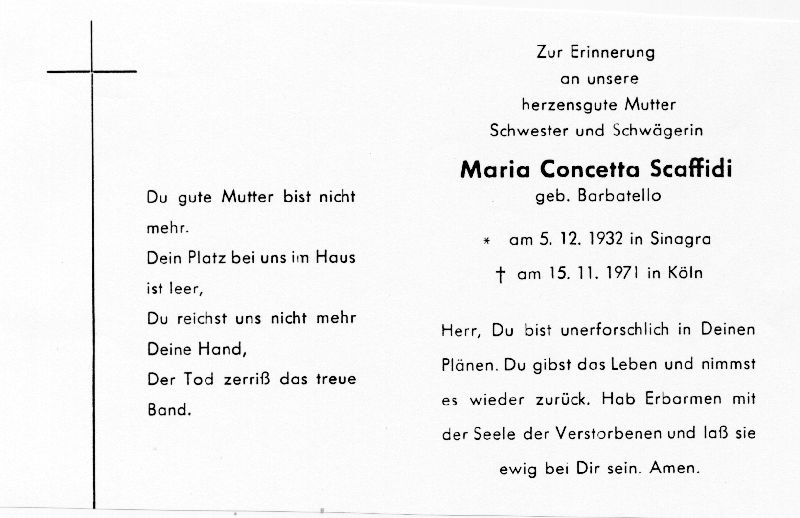 Du gute Mutter bist nicht
mehr.
Dein Platz bei uns im Haus
ist leer,
Du reichst uns nicht mehr
Deine Hand,
Der Tod zerriß das treue
Band.
Zur Erinnerung
an unsere
herzensgute Mutter
Schwester und Schwägerin
Maria Concetta Scaffidi
geb. Barbatello
* am 5. 12. 1932 in Sinagra
† am 15. 11. 1971 in Köln
Herr, Du bist unerforschlich in Deinen
Plänen. Du gibst das Leben und nimmst
es wieder zurück. Hab Erbarmen mit
der Seele der Verstorbenen und laß sie
ewig bei Dir sein. Amen.